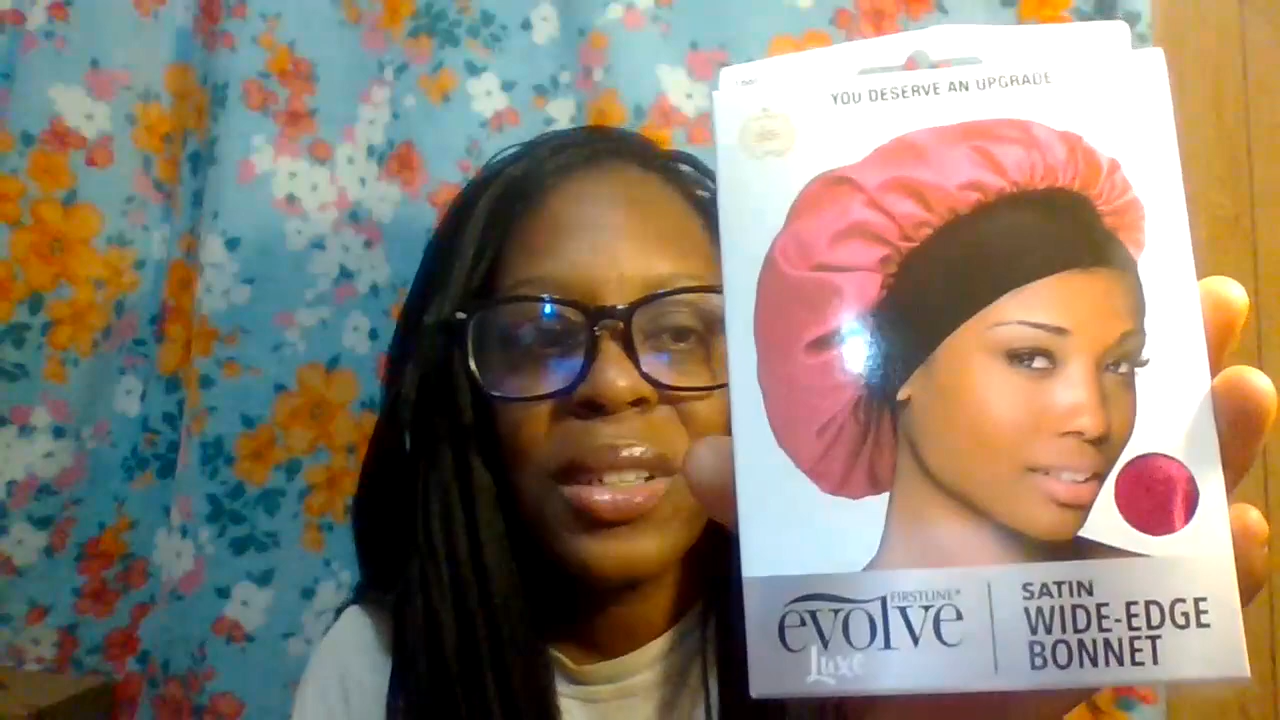 YOU DESERVE AN UPGRADE
FIRSTLINE®
evolve
Luxe
SATIN
WIDE-EDGE
BONNET